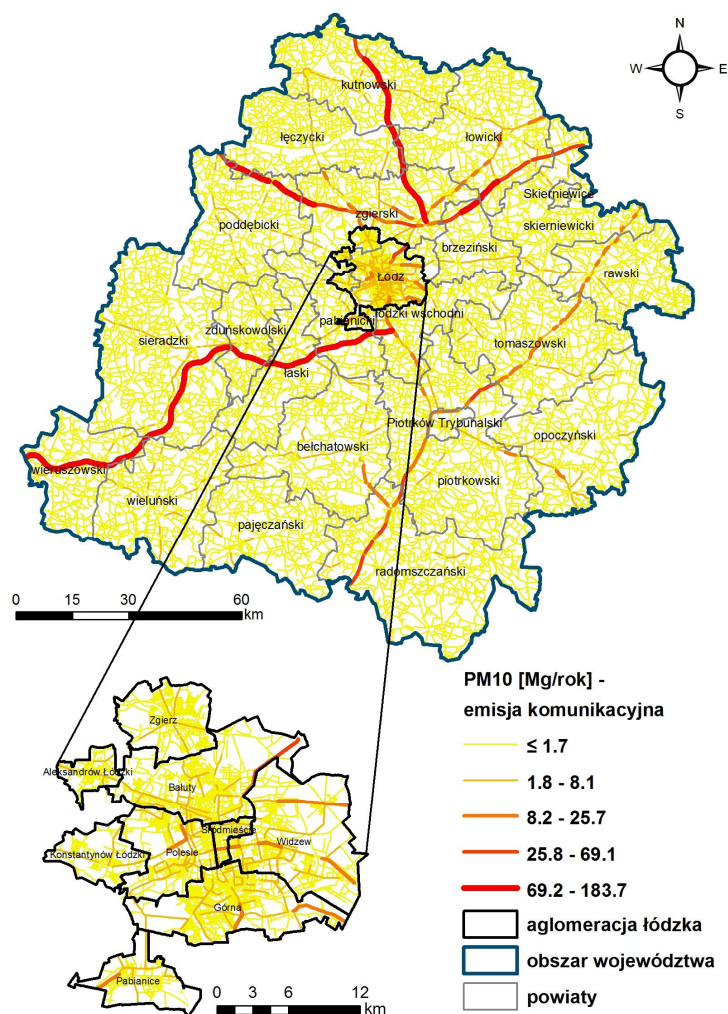 N
W
E
S
kutnowski
łęczycki
łowicki
Skierniewice
poddębicki
zgierski
skierniewicki
brzeziński
rawski
Łódź
pabianicki
łódzki wschodni
sieradzki
zduńskowolski
tomaszowski
łaski
Piotrków Trybunalski
opoczyński
bełchatowski
wieruszowski
piotrkowski
wieluński
pajęczański
radomszczański
0 15 30 60
km
PM10 [Mg/rok] -
emisja komunikacyjna
≤ 1.7
1.8 - 8.1
8.2 - 25.7
25.8 - 69.1
69.2 - 183.7
aglomeracja łódzka
obszar województwa
powiaty
Zgierz
Aleksandrów Łódzki
Bałuty
Śródmieście
Widzew
Konstantynów Łódzki
Polesie
Górna
Pabianice
0 1.5 3 6 12
km